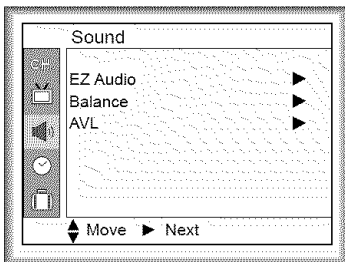 Sound
C/H
EZ Audio
Balance
AVL
Move Next